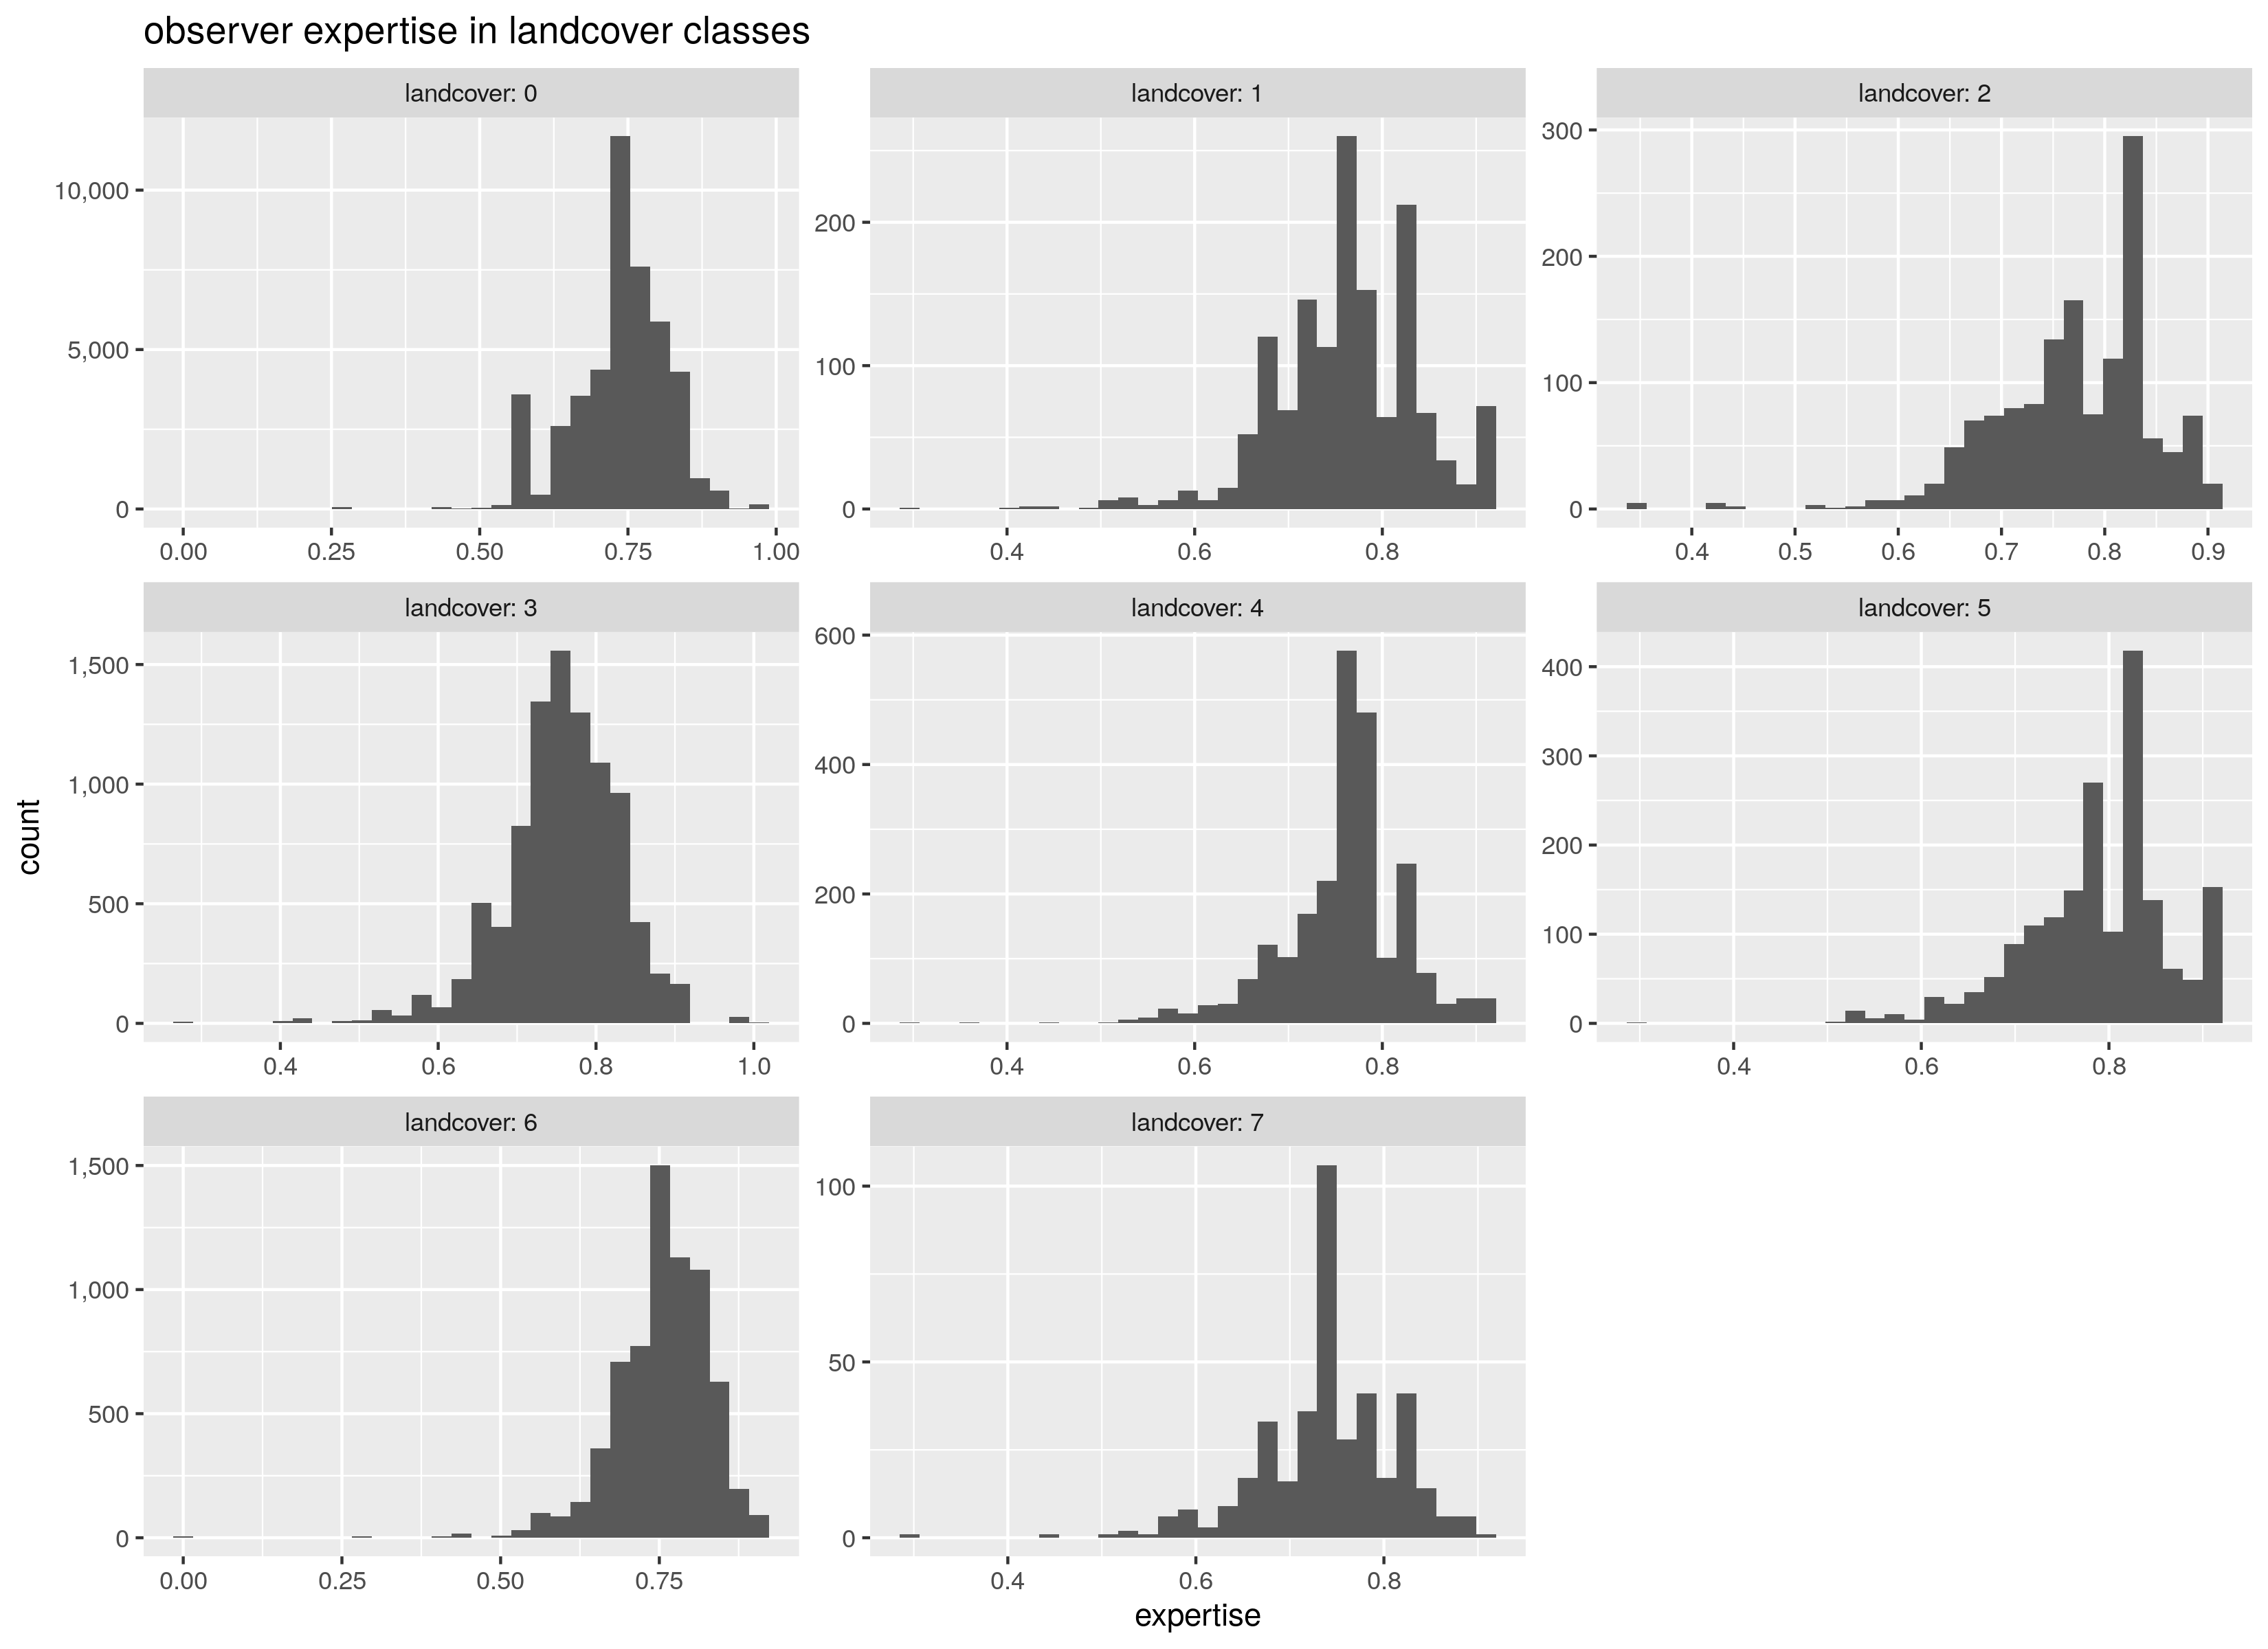 observer expertise in landcover classes
landcover: 0
landcover: 1
landcover: 2
10,000
5,000
0
0.00 0.25 0.50 0.75 1.00
200
100
0
0.4 0.6 0.8
300
200
100
0
0.4 0.5 0.6 0.7 0.8 0.9
landcover: 3
landcover: 4
landcover: 5
count
1,500
1,000
500
0
0.4 0.6 0.8 1.0
600
400
200
0
0.4 0.6 0.8
400
300
200
100
0
0.4 0.6 0.8
landcover: 6
landcover: 7
1,500
1,000
500
0
0.00 0.25 0.50 0.75
100
50
0
0.4 0.6 0.8
expertise